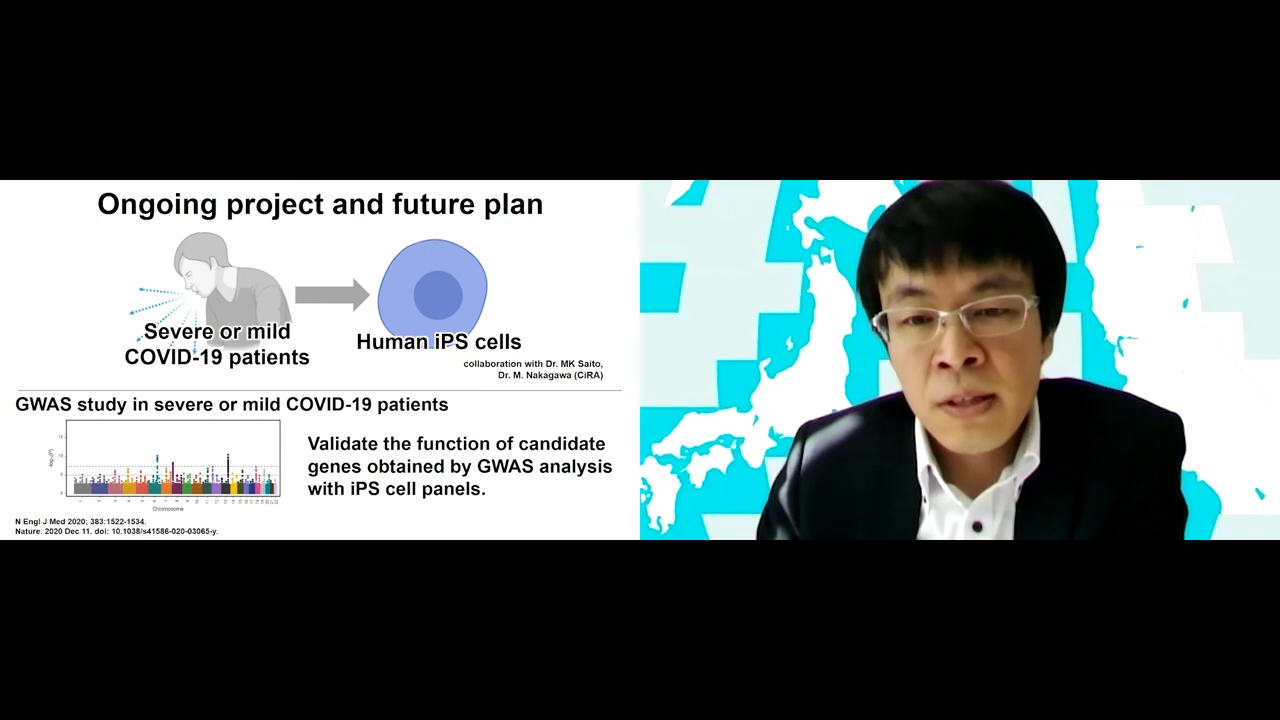 Ongoing project and future plan
Severe or mild
COVID-19 patients
Human iPS cells
collaboration with Dr. MK Saito,
Dr. M. Nakagawa (CiRA)
GWAS study in severe or mild COVID-19 patients
Validate the function of candidate
genes obtained by GWAS analysis
with iPS cell panels.
Chromosome
N Engl J Med 2020; 383:1522-1534.
Nature. 2020 Dec 11. doi: 10.1038/s41586-020-03065-y.